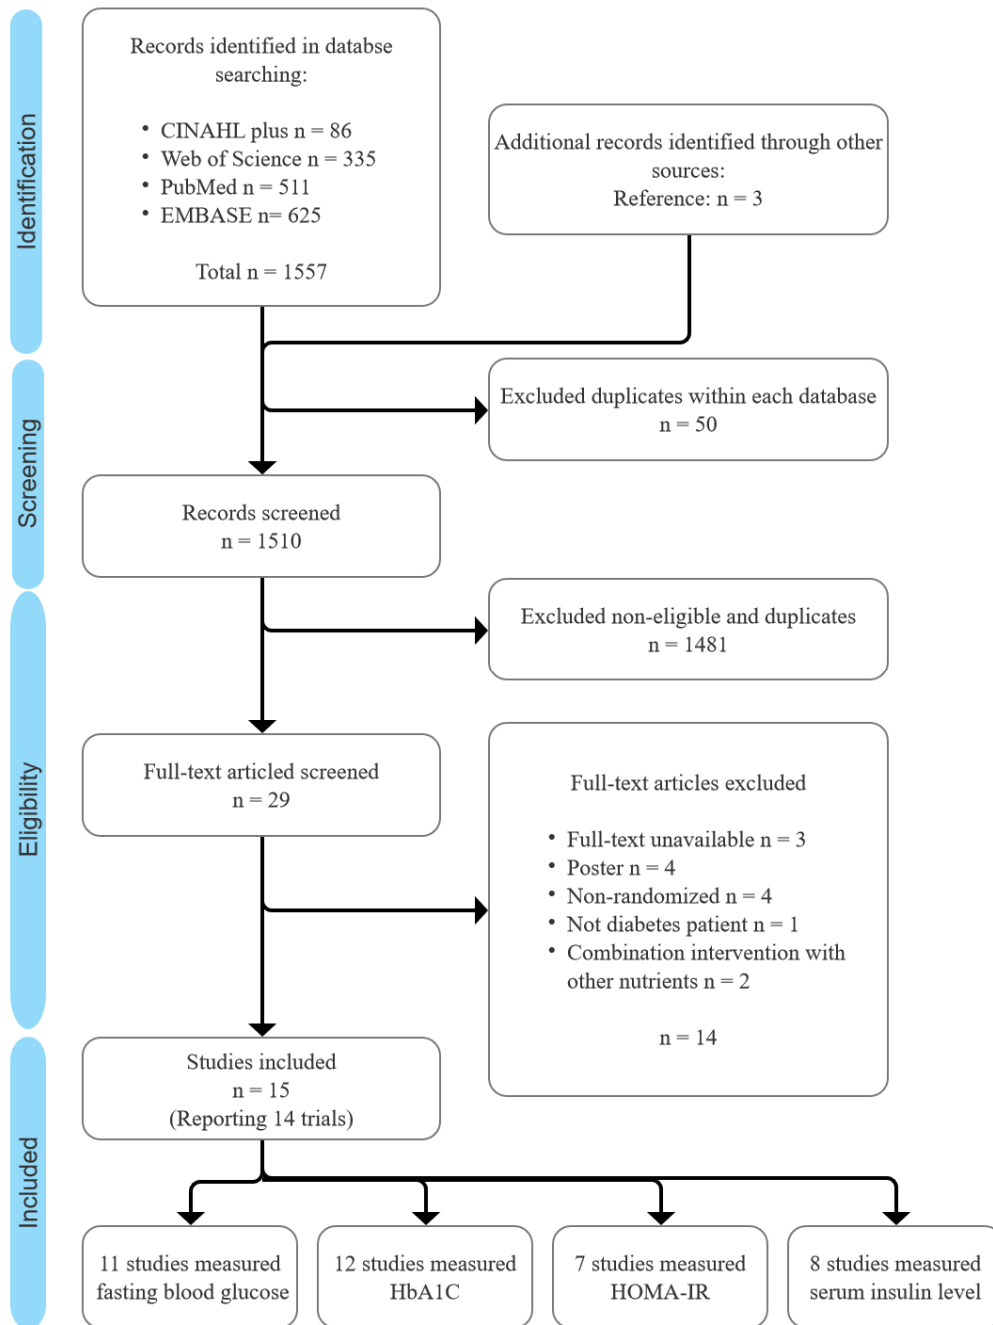 Identification
Records identified in databse
searching:
• CINAHL plus n = 86
• Web of Science n = 335
• PubMed n = 511
• EMBASE n= 625
Total n = 1557
Additional records identified through other
sources:
Reference: n = 3
Screening
Excluded duplicates within each database
n = 50
Records screened
n = 1510
Eligibility
Excluded non-eligible and duplicates
n = 1481
Full-text articled screened
n = 29
Full-text articles excluded
• Full-text unavailable n = 3
• Poster n = 4
• Non-randomized n = 4
• Not diabetes patient n = 1
• Combination intervention with
other nutrients n = 2
n = 14
Included
Studies included
n = 15
(Reporting 14 trials)
11 studies measured
fasting blood glucose
12 studies measured
HbA1C
7 studies measured
HOMA-IR
8 studies measured
serum insulin level